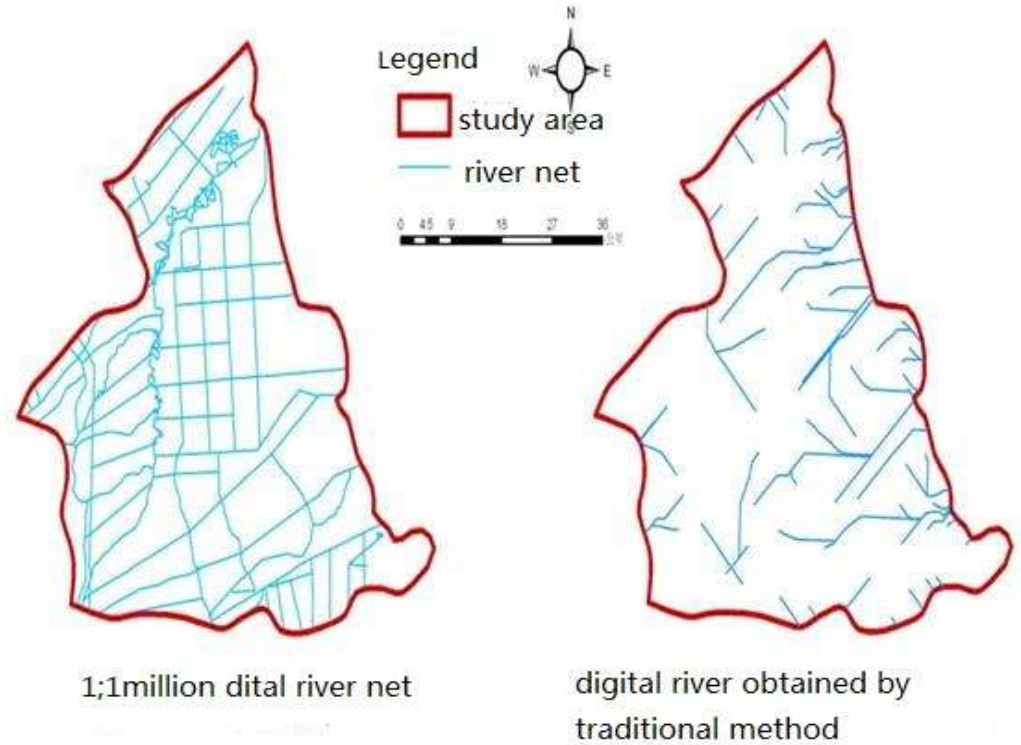 N
Legend
W
E
S
study area
river net
0 4.5 9 18 27 36
1;1million dital river net
digital river obtained by
traditional method